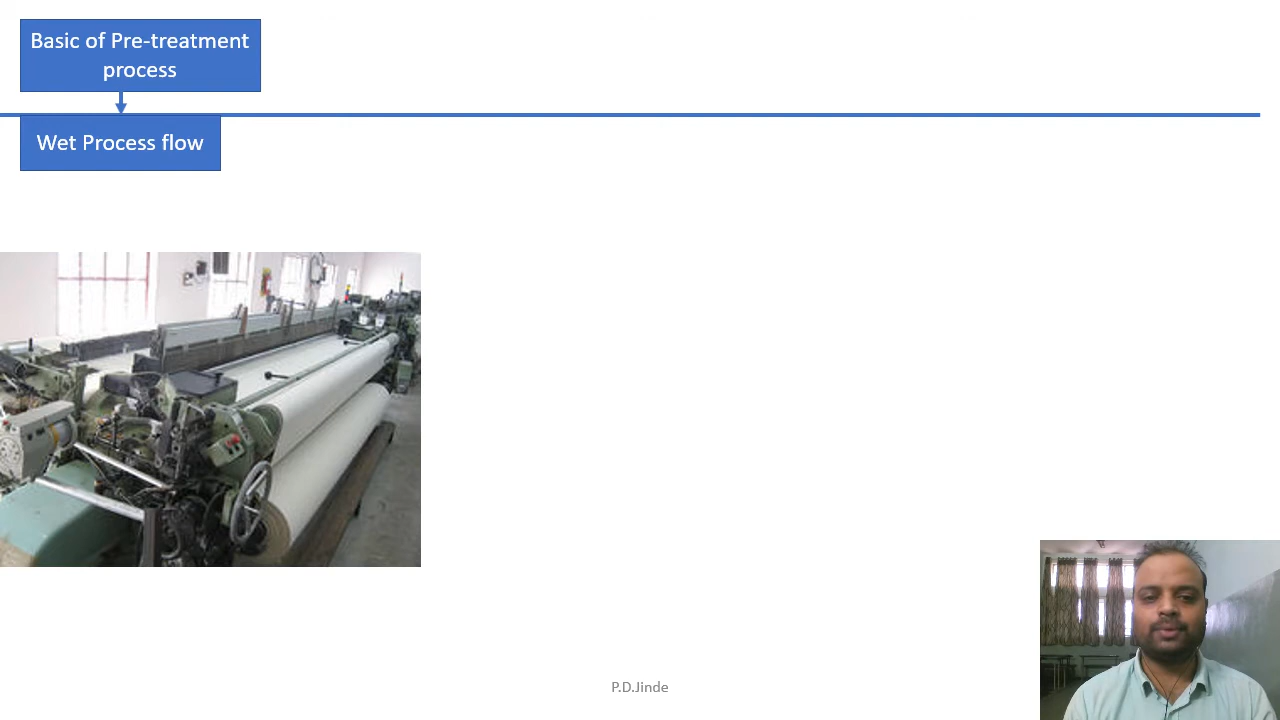 Basic of Pre-treatment
process
Wet Process flow
P.D.Jinde